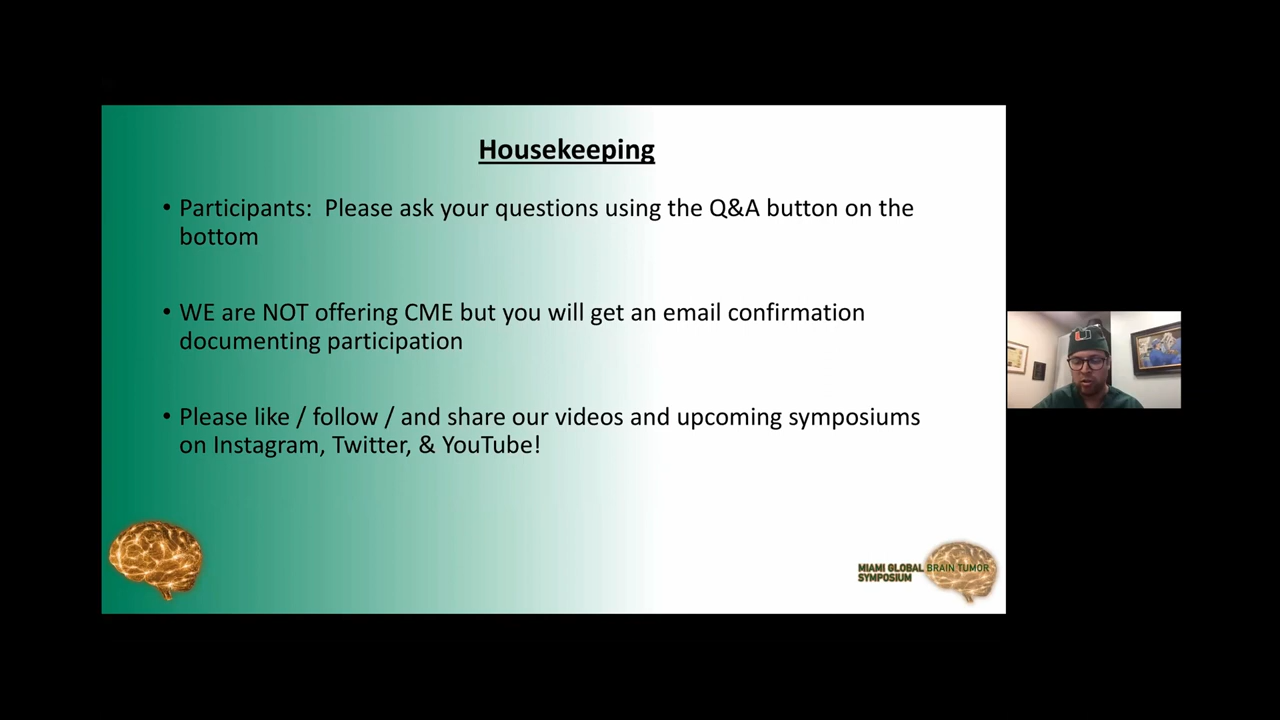 Housekeeping
• Participants:  Please ask your questions using the Q&A button on the
bottom
• WE are NOT offering CME but you will get an email confirmation
documenting participation
• Please like / follow / and share our videos and upcoming symposiums
on Instagram, Twitter, & YouTube!
MIAMI GLOBAL BRAIN TUMOR
SYMPOSIUM